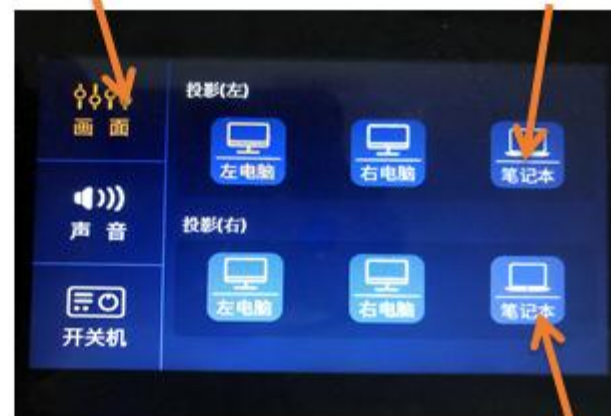 画面
声音
开关机
投影(左)
左电脑 右电脑 笔记本
投影(右)
左电脑 右电脑 笔记本